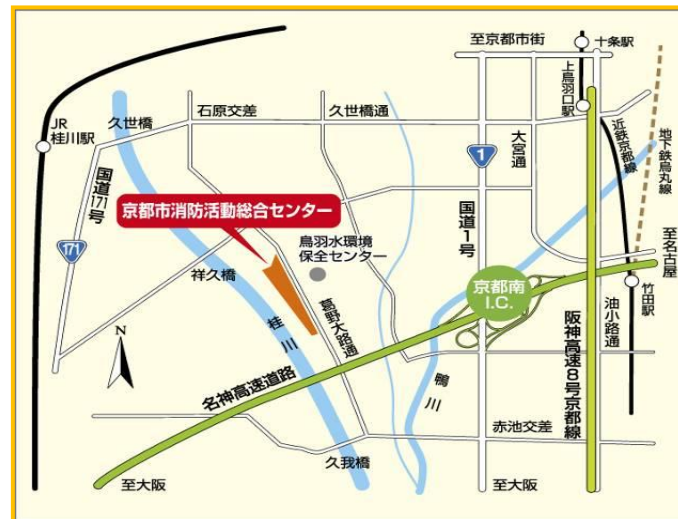 至京都市街
十条駅
上鳥羽口駅
JR
桂川駅
久世橋
石原交差
久世橋通
1
大宮通
近鉄京都線
地下鉄烏丸線
国道171号
171
京都市消防活動総合センター
国道1号
鳥羽水環境
保全センター
至名古屋
祥久橋
京都南
I.C.
竹田駅
N
桂川
葛野大路通
油小路通
阪神高速8号京都線
名神高速道路
鴨川
赤池交差
久我橋
至大阪
至大阪